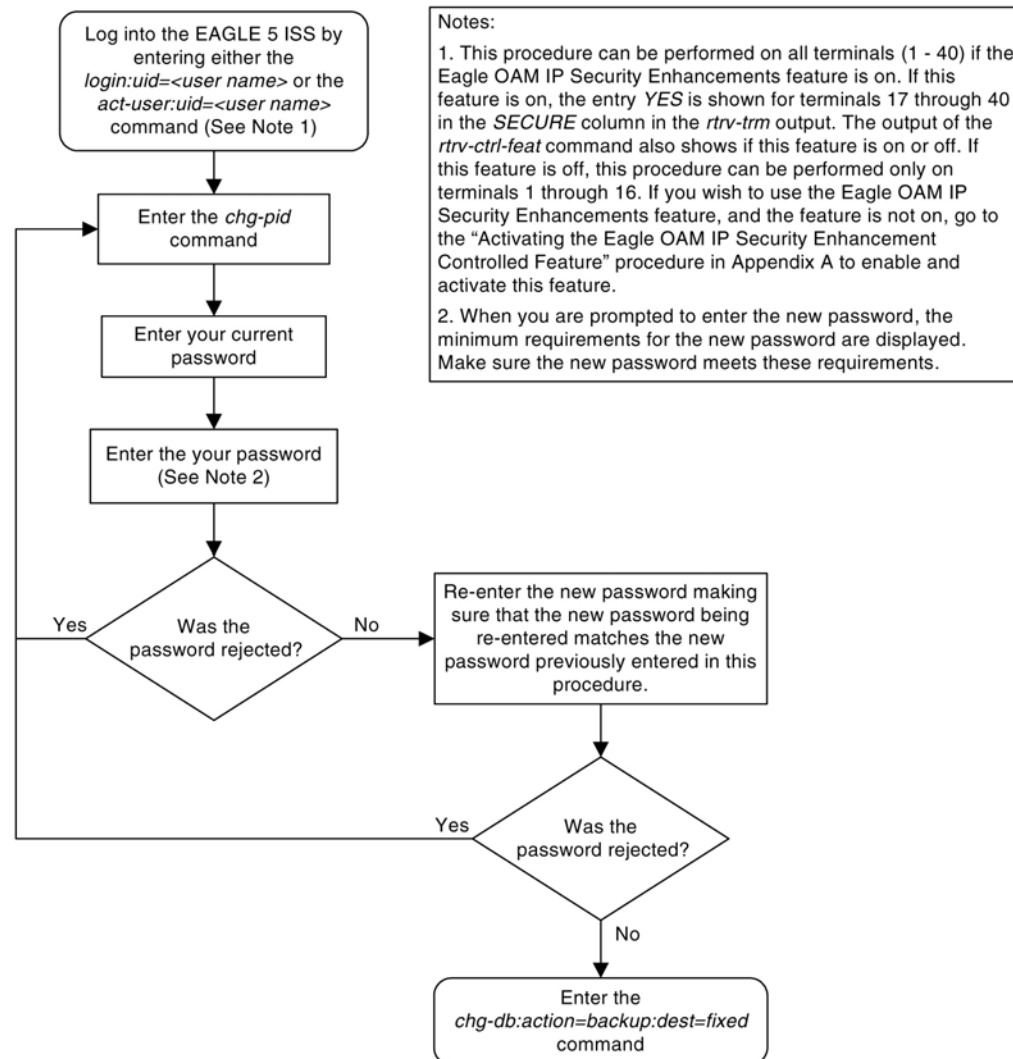 Log into the EAGLE 5 ISS by
entering either the
login:uid=<user name> or the
act-user:uid=<user name>
command (See Note 1)
Enter the chg-pid
command
Enter your current
password
Enter the your password
(See Note 2)
Was the
password rejected?
Yes
No
Re-enter the new password making
sure that the new password being
re-entered matches the new
password previously entered in this
procedure.
Was the
password rejected?
Yes
No
Enter the
chg-db:action=backup:dest=fixed
command
Notes:
1. This procedure can be performed on all terminals (1 - 40) if the
Eagle OAM IP Security Enhancements feature is on. If this
feature is on, the entry YES is shown for terminals 17 through 40
in the SECURE column in the rtrv-trm output. The output of the
rtrv-ctrl-feat command also shows if this feature is on or off. If
this feature is off, this procedure can be performed only on
terminals 1 through 16. If you wish to use the Eagle OAM IP
Security Enhancements feature, and the feature is not on, go to
the “Activating the Eagle OAM IP Security Enhancement
Controlled Feature” procedure in Appendix A to enable and
activate this feature.
2. When you are prompted to enter the new password, the
minimum requirements for the new password are displayed.
Make sure the new password meets these requirements.